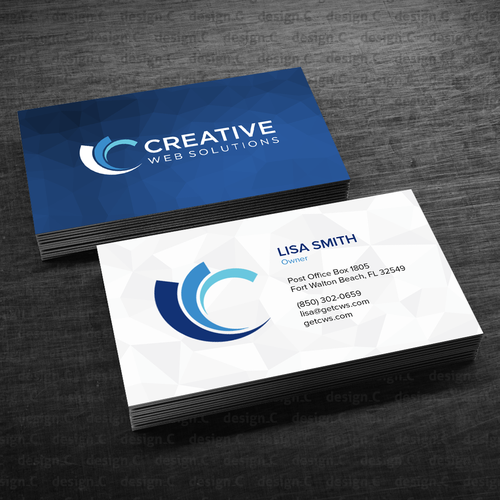 CREATIVE
WEB SOLUTIONS
LISA SMITH
Owner
Post Office Box 1805
Fort Walton Beach, FL 32549
(850) 302-0659
lisa@getcws.com
getcws.com
design.C